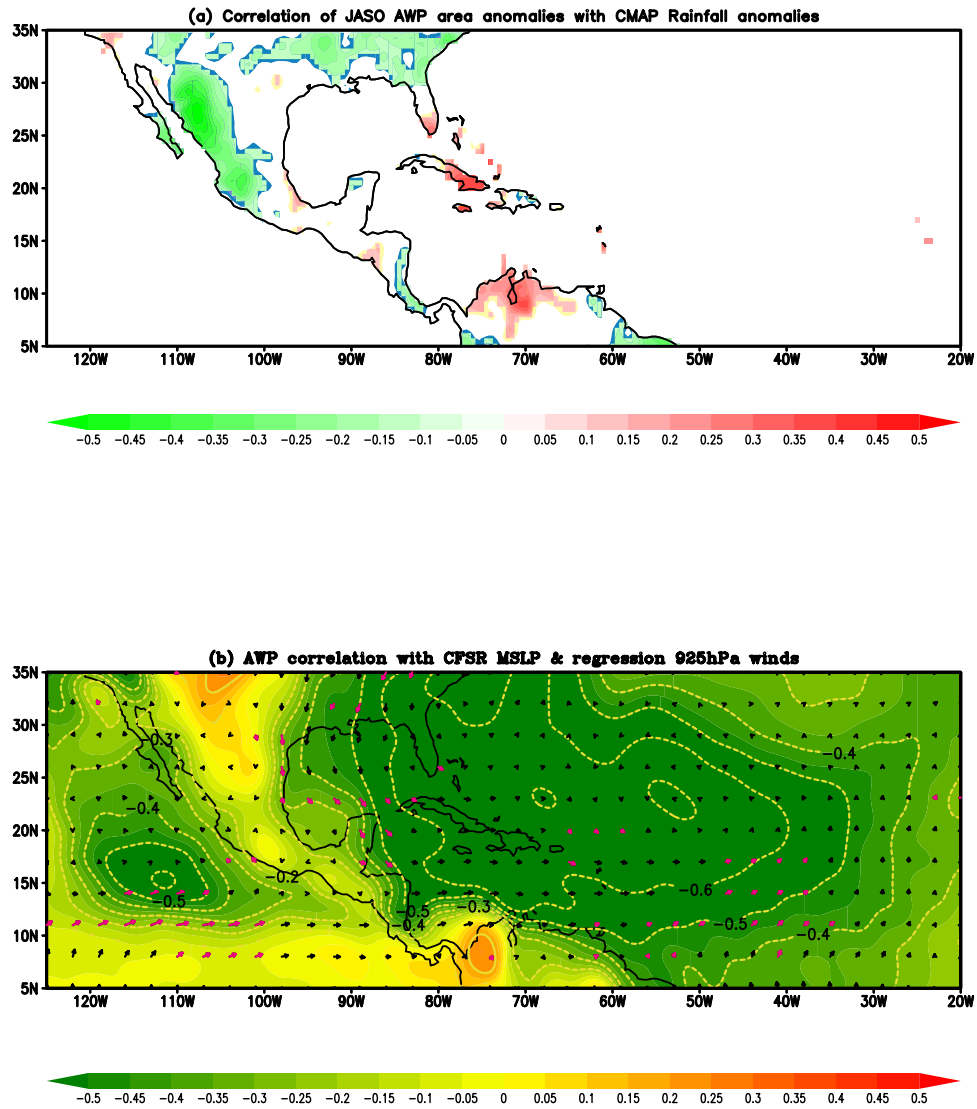 (a) Correlation of JASO AWP area anomalies with CMAP Rainfall anomalies
35N
30N
25N
20N
15N
10N
5N
120W 110W 100W 90W 80W 70W 60W 50W 40W 30W 20W
−0.5 −0.45 −0.4 −0.35 −0.3 −0.25 −0.2 −0.15 −0.1 −0.05 0 0.05 0.1 0.15 0.2 0.25 0.3 0.35 0.4 0.45 0.5
(b) AWP correlation with CFSR MSLP & regression 925hPa winds
35N
30N
−0.3 −0.4
25N
−0.4
20N
−0.2 −0.6
15N
−0.5 −0.5 −0.3
−0.4 −0.5 −0.4
10N
5N
120W 110W 100W 90W 80W 70W 60W 50W 40W 30W 20W
−0.5 −0.45 −0.4 −0.35 −0.3 −0.25 −0.2 −0.15 −0.1 −0.05 0 0.05 0.1 0.15 0.2 0.25 0.3 0.35 0.4 0.45 0.5